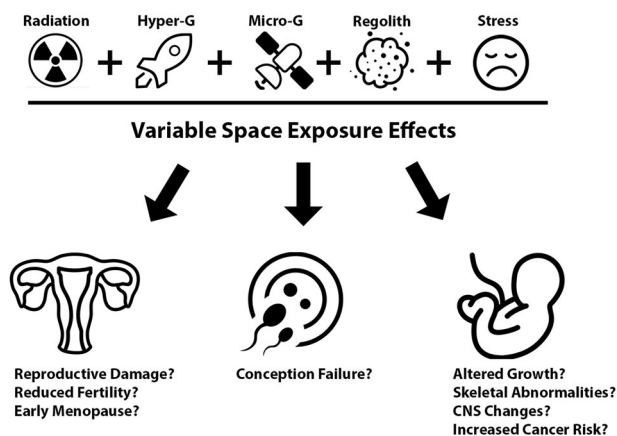 Radiation Hyper-G Micro-G Regolith Stress
+ + + +
Variable Space Exposure Effects
Reproductive Damage?
Reduced Fertility?
Early Menopause?
Conception Failure?
Altered Growth?
Skeletal Abnormalities?
CNS Changes?
Increased Cancer Risk?